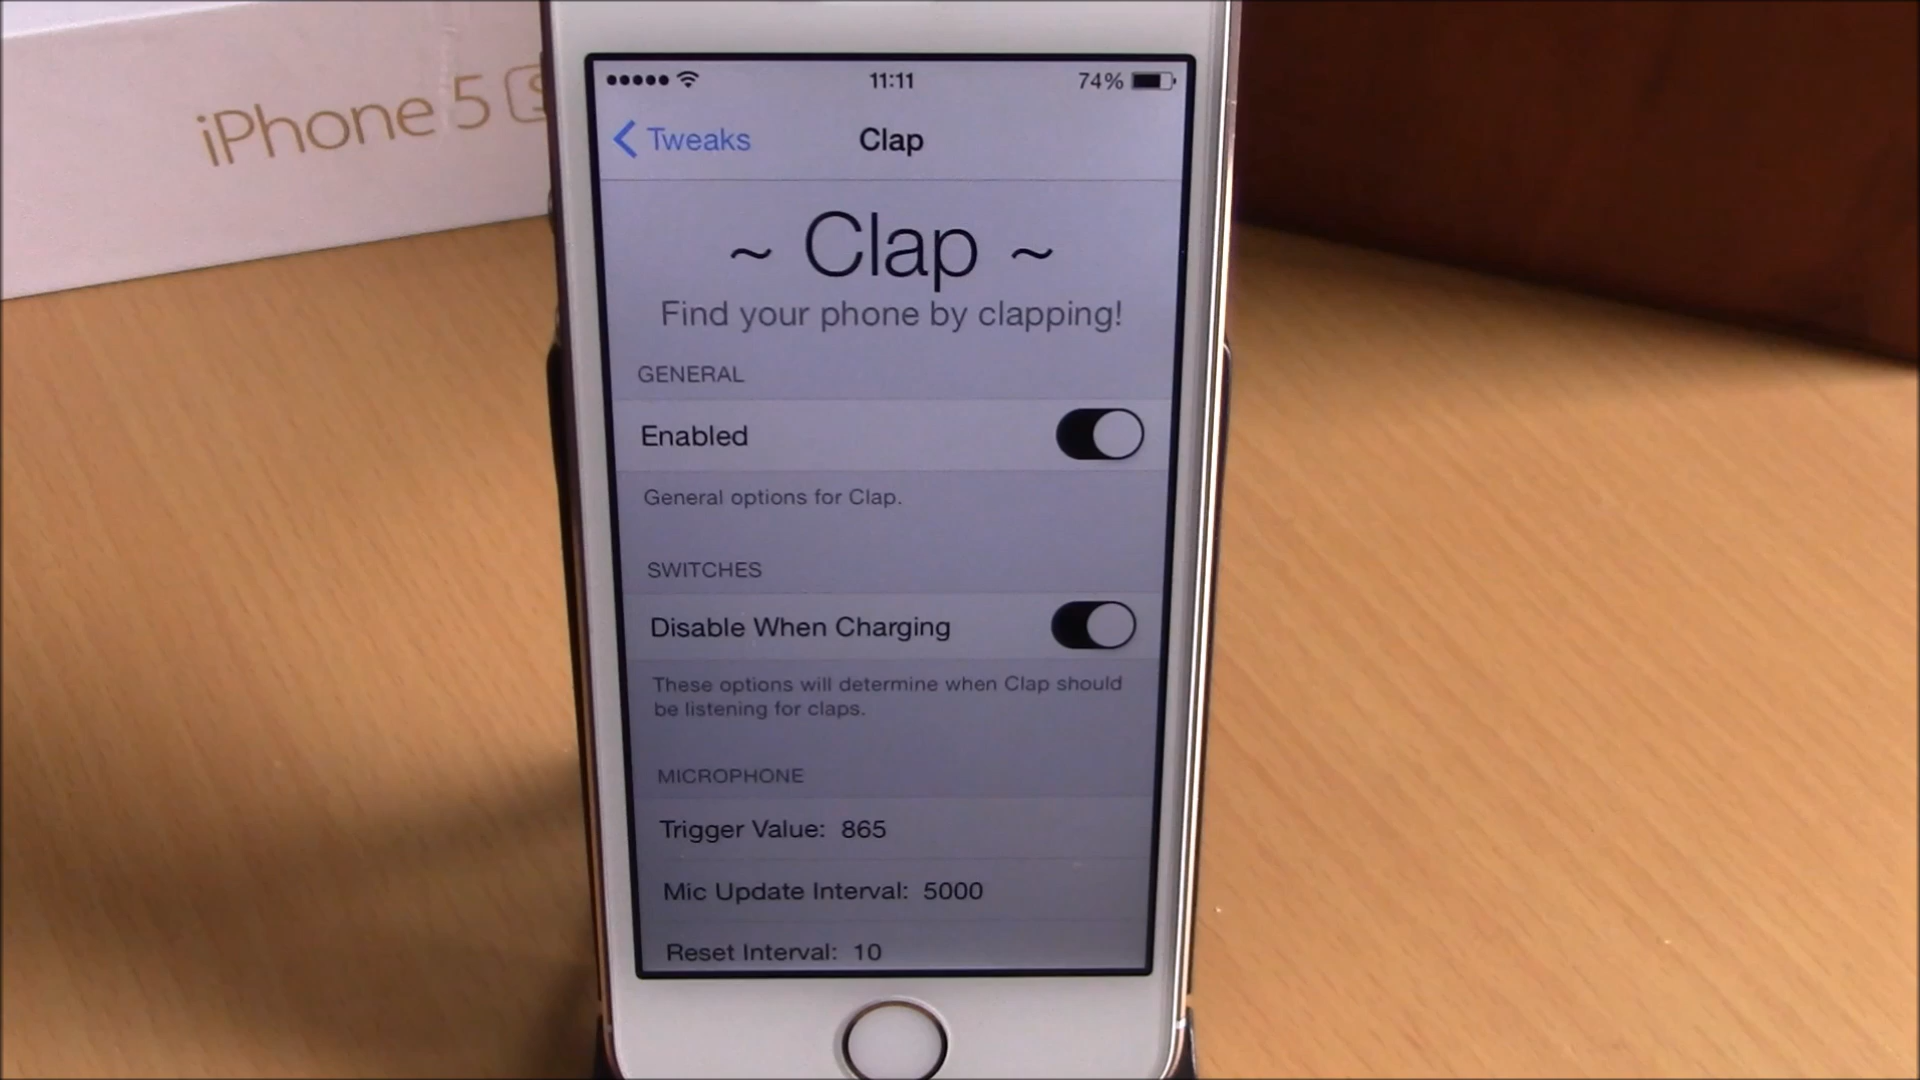 iPhone 5 S
11:11
74%
Tweaks
Clap
~ Clap ~
Find your phone by clapping!
GENERAL
Enabled
General options for Clap.
SWITCHES
Disable When Charging
These options will determine when Clap should
be listening for claps.
MICROPHONE
Trigger Value: 865
Mic Update Interval: 5000
Reset Interval: 10